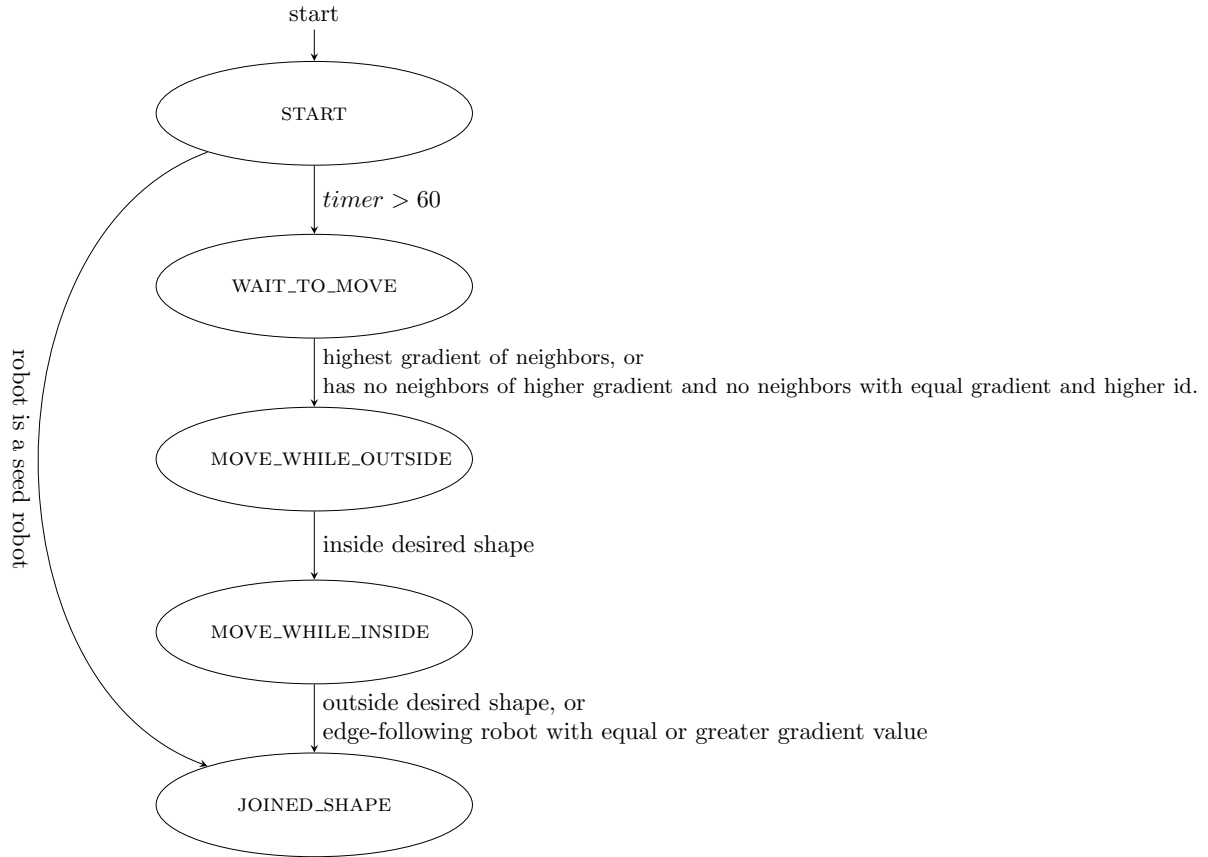 start
START
timer > 60
WAIT_TO_MOVE
highest gradient of neighbors, or
has no neighbors of higher gradient and no neighbors with equal gradient and higher id.
robot is a seed robot
MOVE_WHILE_OUTSIDE
inside desired shape
MOVE_WHILE_INSIDE
outside desired shape, or
edge-following robot with equal or greater gradient value
JOINED_SHAPE